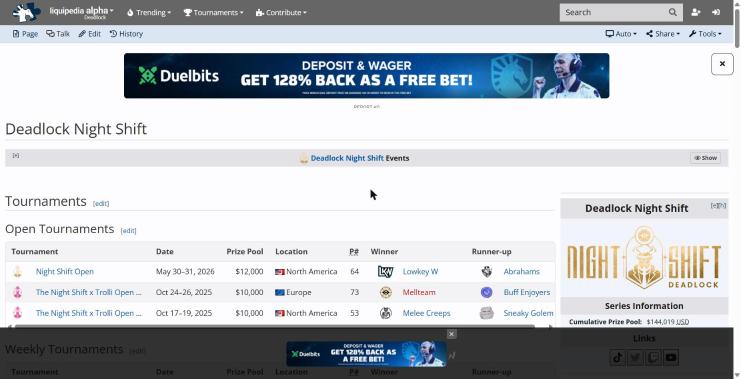 liquipedia alpha
Deadlock
Trending
Tournaments
Contribute
Search
Page
Talk
Edit
History
Auto
Share
Tools
Duelbits
DEPOSIT & WAGER
GET 128% BACK AS A FREE BET!
REPORT AD
Deadlock Night Shift
[e]
Deadlock Night Shift Events
Show
Tournaments [edit]
Open Tournaments [edit]
Tournament Date Prize Pool Location P# Winner Runner-up
Night Shift Open May 30–31, 2026 $12,000 North America 64 LKW Lowkey W Abrahams
The Night Shift x Trolli Open ... Oct 24–26, 2025 $10,000 Europe 73 Mellteam Buff Enjoyers
The Night Shift x Trolli Open ... Oct 17–19, 2025 $10,000 North America 53 Melee Creeps Sneaky Golem
Deadlock Night Shift
[e][h]
NIGHT SHIFT
DEADLOCK
Series Information
Cumulative Prize Pool: $144,019 USD
Links
Weekly Tournaments [edit]
Duelbits
DEPOSIT & WAGER
GET 128% BACK
AS A FREE BET!
Tournament Date Prize Pool Location P# Winner Runner-up